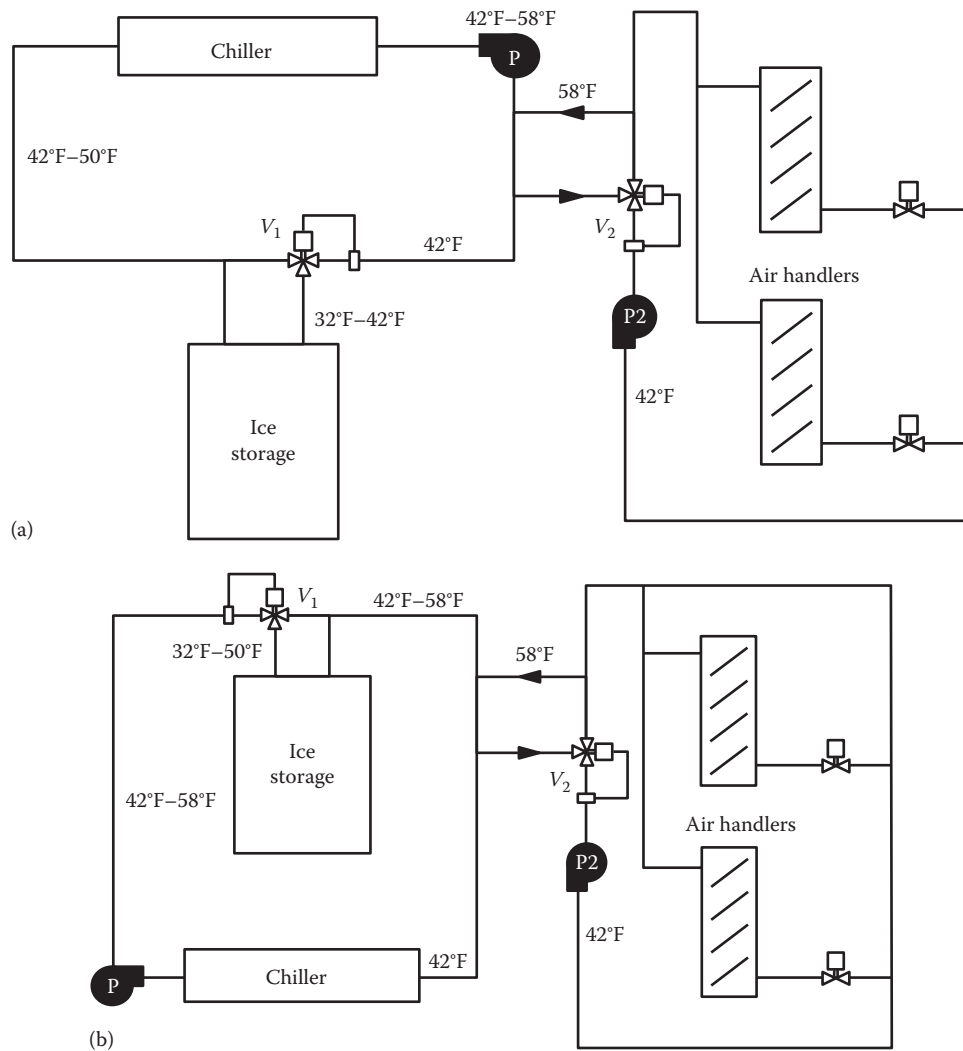 42°F–58°F
Chiller
P
58°F
42°F–50°F
V1
V2
42°F
Air handlers
32°F–42°F
P2
42°F
Ice
storage
(a)
V1
42°F–58°F
32°F–50°F
58°F
Ice
storage
V2
42°F–58°F
Air handlers
P2
42°F
42°F
Chiller
P
(b)